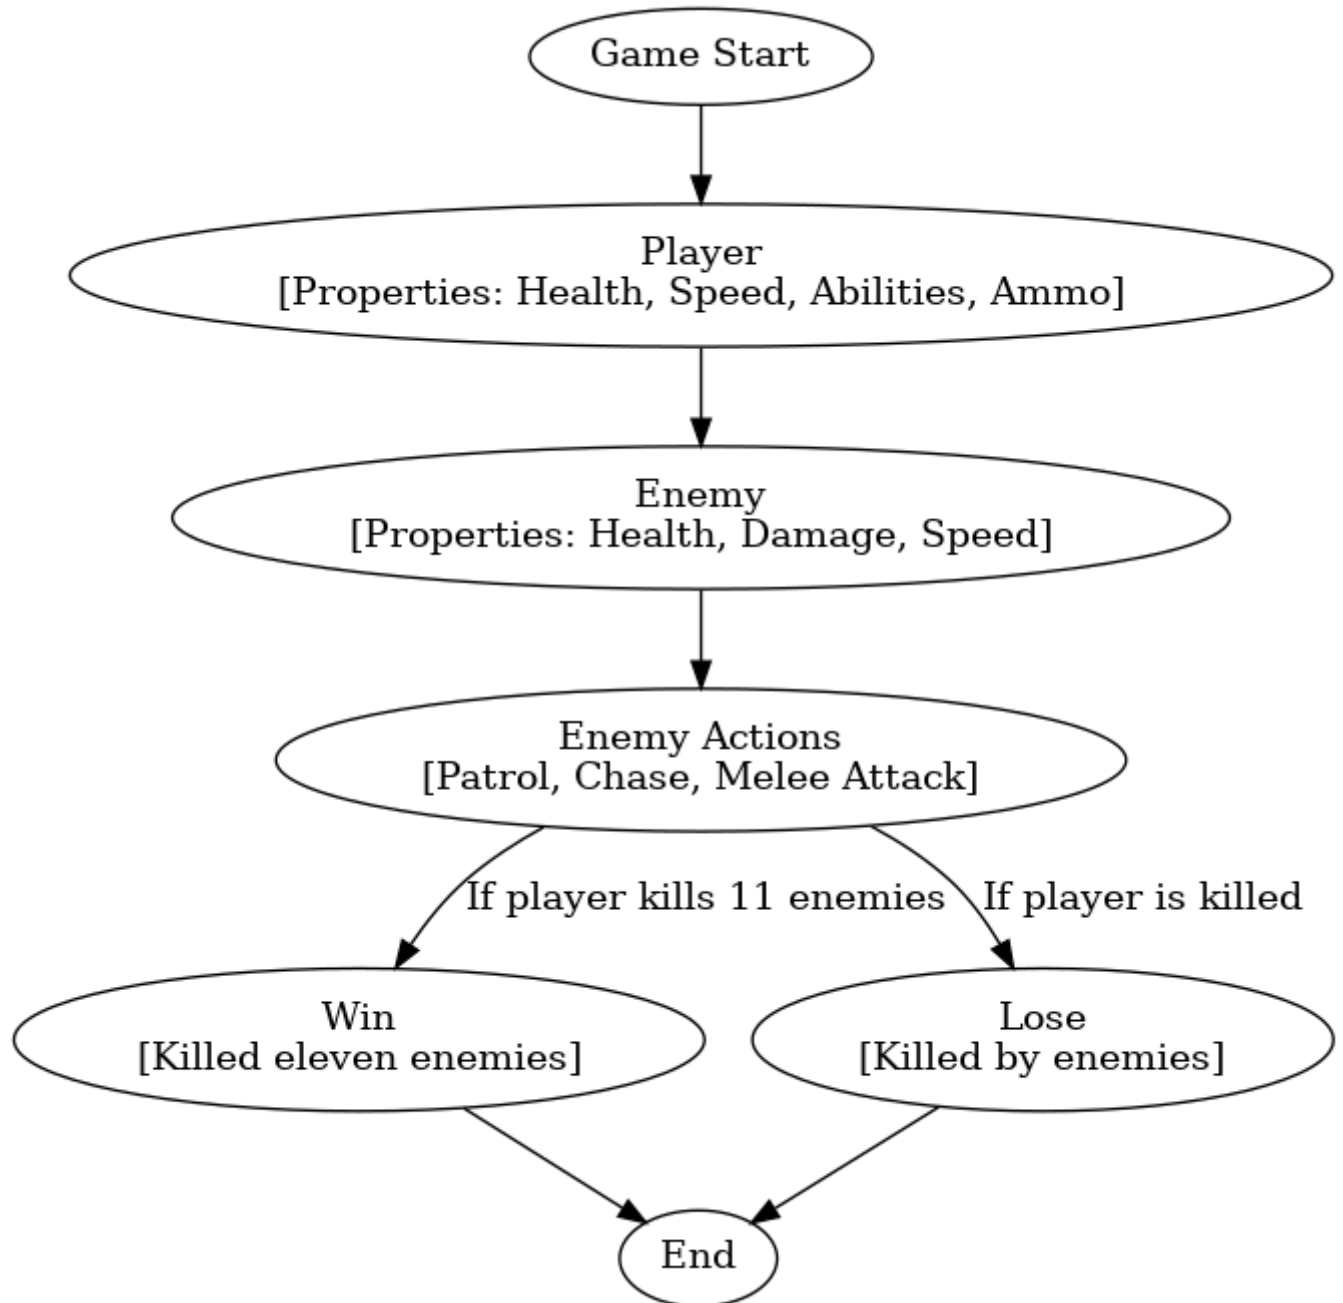 Game Start
Player
[Properties: Health, Speed, Abilities, Ammo]
Enemy
[Properties: Health, Damage, Speed]
Enemy Actions
[Patrol, Chase, Melee Attack]
If player kills 11 enemies
If player is killed
Win
[Killed eleven enemies]
Lose
[Killed by enemies]
End